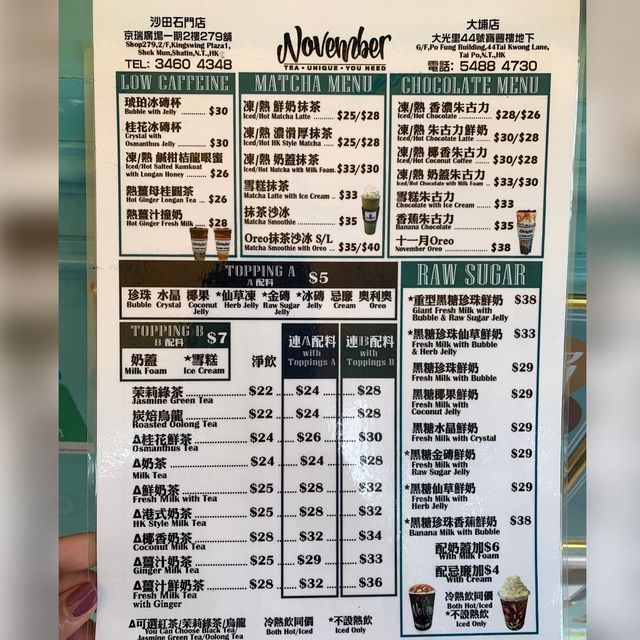 沙田石門店
京瑞廣場一期2樓279舖
Shop279,2/F,Kingswing Plaza1,
Shek Mun,Shatin,N.T.,HK
TEL: 3460 4348
November
TEA · UNIQUE · YOU NEED
大埔店
大光里44號寶豐樓地下
G/F,Po Fung Building,44Tai Kwong Lane,
Tai Po,N.T.,HK
電話: 5488 4730
LOW CAFFEINE
琥珀冰磚杯
Bubble with Jelly ........... $30
桂花冰磚杯
Crystal with
Osmanthus Jelly ........... $30
凍/熱 鹹柑桔龍眼蜜
Iced/Hot Salted Kumkual
with Longan Honey .......... $26
熱薑母桂圓茶
Hot Ginger Longan Tea ... $26
熱薑汁撞奶
Hot Ginger Fresh Milk ... $28
MATCHA MENU
凍/熱 鮮奶抹茶
Iced/Hot Matcha Latte ........ $25/$28
凍/熱 濃滑厚抹茶
Iced/Hot HK Style Matcha .... $25/$28
凍/熱 奶蓋抹茶
Iced/Hot Matcha with Milk Foam. $33/$30
雪糕抹茶
Matcha Latte with Ice Cream .. $33
抹茶沙冰
Matcha Smoothie .......... $35
Oreo抹茶沙冰 S/L
Matcha Smoothie with Oreo ... $35/$40
CHOCOLATE MENU
凍/熱 香濃朱古力
Iced/Hot Chocolate ........... $28/$26
凍/熱 朱古力鮮奶
Iced/Hot Chocolate Latte ....... $30/$28
凍/熱 椰香朱古力
Iced/Hot Coconut Coffee ... $30/$28
凍/熱 奶蓋朱古力
Iced/Hot Chocolate with Milk Foam .. $33/$30
雪糕朱古力
Chocolate with Ice Cream ...... $33
香蕉朱古力
Banana Chocolate ............ $35
十一月Oreo
November Oreo ............ $38
TOPPING A
A 配料
$5
珍珠 水晶 椰果 *仙草凍 *金磚 *冰磚 忌廉 奧利奧
Bubble Crystal Coconut Jelly Herb Jelly Raw Sugar Jelly Jelly Cream Oreo
TOPPING B
B 配料
$7
奶蓋 *雪糕
Milk Foam Ice Cream
淨飲
連A配料
with
Toppings A
連B配料
with
Toppings B
茉莉綠茶 $22 $24 $28
Jasmine Green Tea
炭焙烏龍 $22 $24 $28
Roasted Oolong Tea
Δ桂花鮮茶 $24 $26 $30
Osmanthus Tea
Δ奶茶 $24 $24 $28
Milk Tea
Δ鮮奶茶 $25 $28 $32
Fresh Milk with Tea
Δ港式奶茶 $25 $28 $32
HK Style Milk Tea
Δ椰香奶茶 $28 $32 $34
Coconut Milk Tea
Δ薑汁奶茶 $25 $29 $33
Ginger Milk Tea
Δ薑汁鮮奶茶 $28 $32 $36
Fresh Milk Tea
with Ginger
Δ可選紅茶/茉莉綠茶/烏龍
You Can Choose Black Tea/
Jasmine Green Tea/Oolong Tea
冷熱飲同價
Both Hot/Iced
*不設熱飲
Iced Only
RAW SUGAR
*重型黑糖珍珠鮮奶 $38
Giant Fresh Milk with
Bubble & Raw Sugar Jelly
*黑糖珍珠仙草鮮奶 $33
Fresh Milk with Bubble
& Herb Jelly
黑糖珍珠鮮奶 $29
Fresh Milk with Bubble
黑糖椰果鮮奶 $29
Fresh Milk with
Coconut Jelly
黑糖水晶鮮奶 $29
Fresh Milk with Crystal
*黑糖金磚鮮奶 $29
Fresh Milk with
Raw Sugar Jelly
*黑糖仙草鮮奶 $29
Fresh Milk with
Herb Jelly
*黑糖珍珠香蕉鮮奶 $38
Banana Milk with Bubble
配奶蓋加$6
With Milk Foam
配忌廉加$4
With Cream
冷熱飲同價
Both Hot/Iced
*不設熱飲
Iced Only